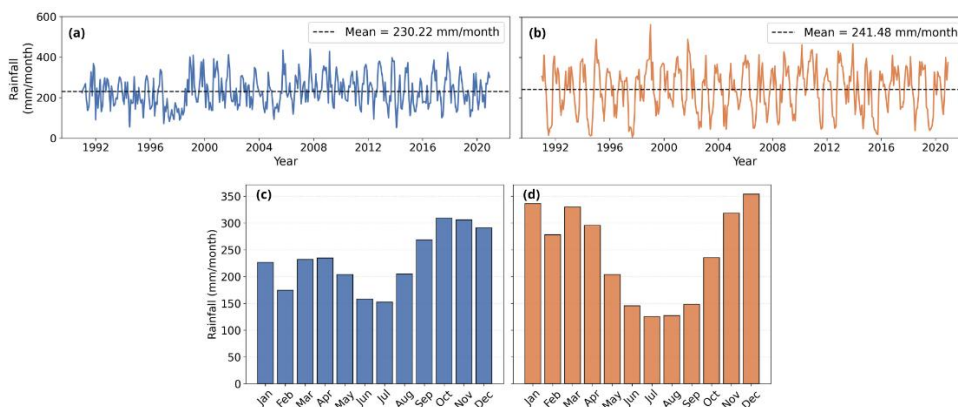 (a)
Mean = 230.22 mm/month
(b)
Mean = 241.48 mm/month
Rainfall
(mm/month)
600
400
200
0
1992 1996 2000 2004 2008 2012 2016 2020
1992 1996 2000 2004 2008 2012 2016 2020
Year
Year
(c)
(d)
Rainfall (mm/month)
350
300
250
200
150
100
50
0
Jan Feb Mar Apr May Jun Jul Aug Sep Oct Nov Dec
Jan Feb Mar Apr May Jun Jul Aug Sep Oct Nov Dec